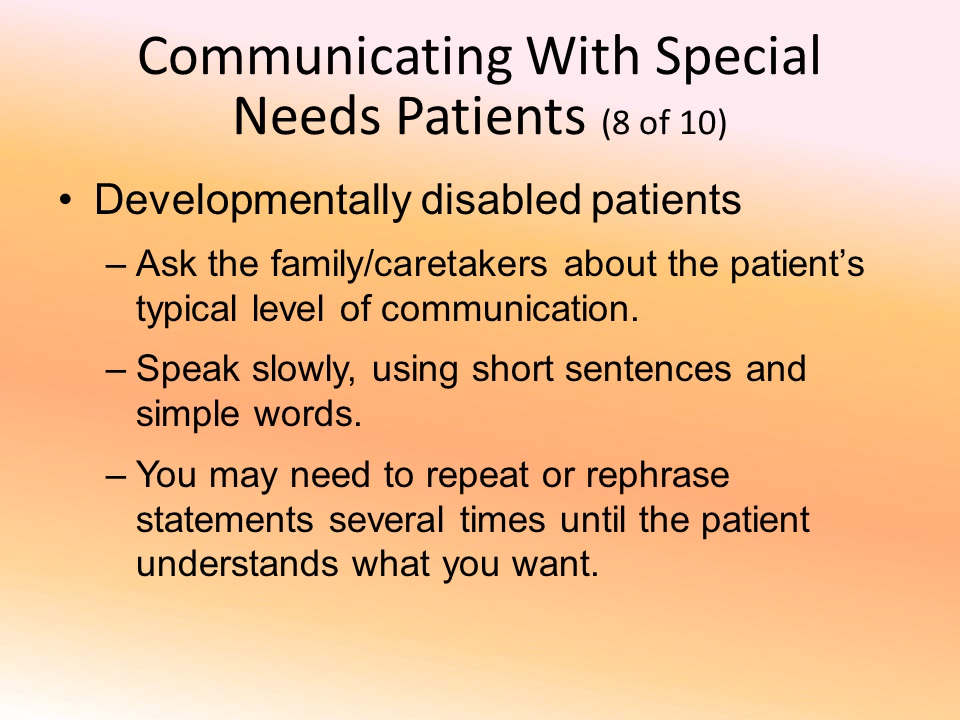 Communicating With Special
Needs Patients (8 of 10)
• Developmentally disabled patients
– Ask the family/caretakers about the patient’s
typical level of communication.
– Speak slowly, using short sentences and
simple words.
– You may need to repeat or rephrase
statements several times until the patient
understands what you want.